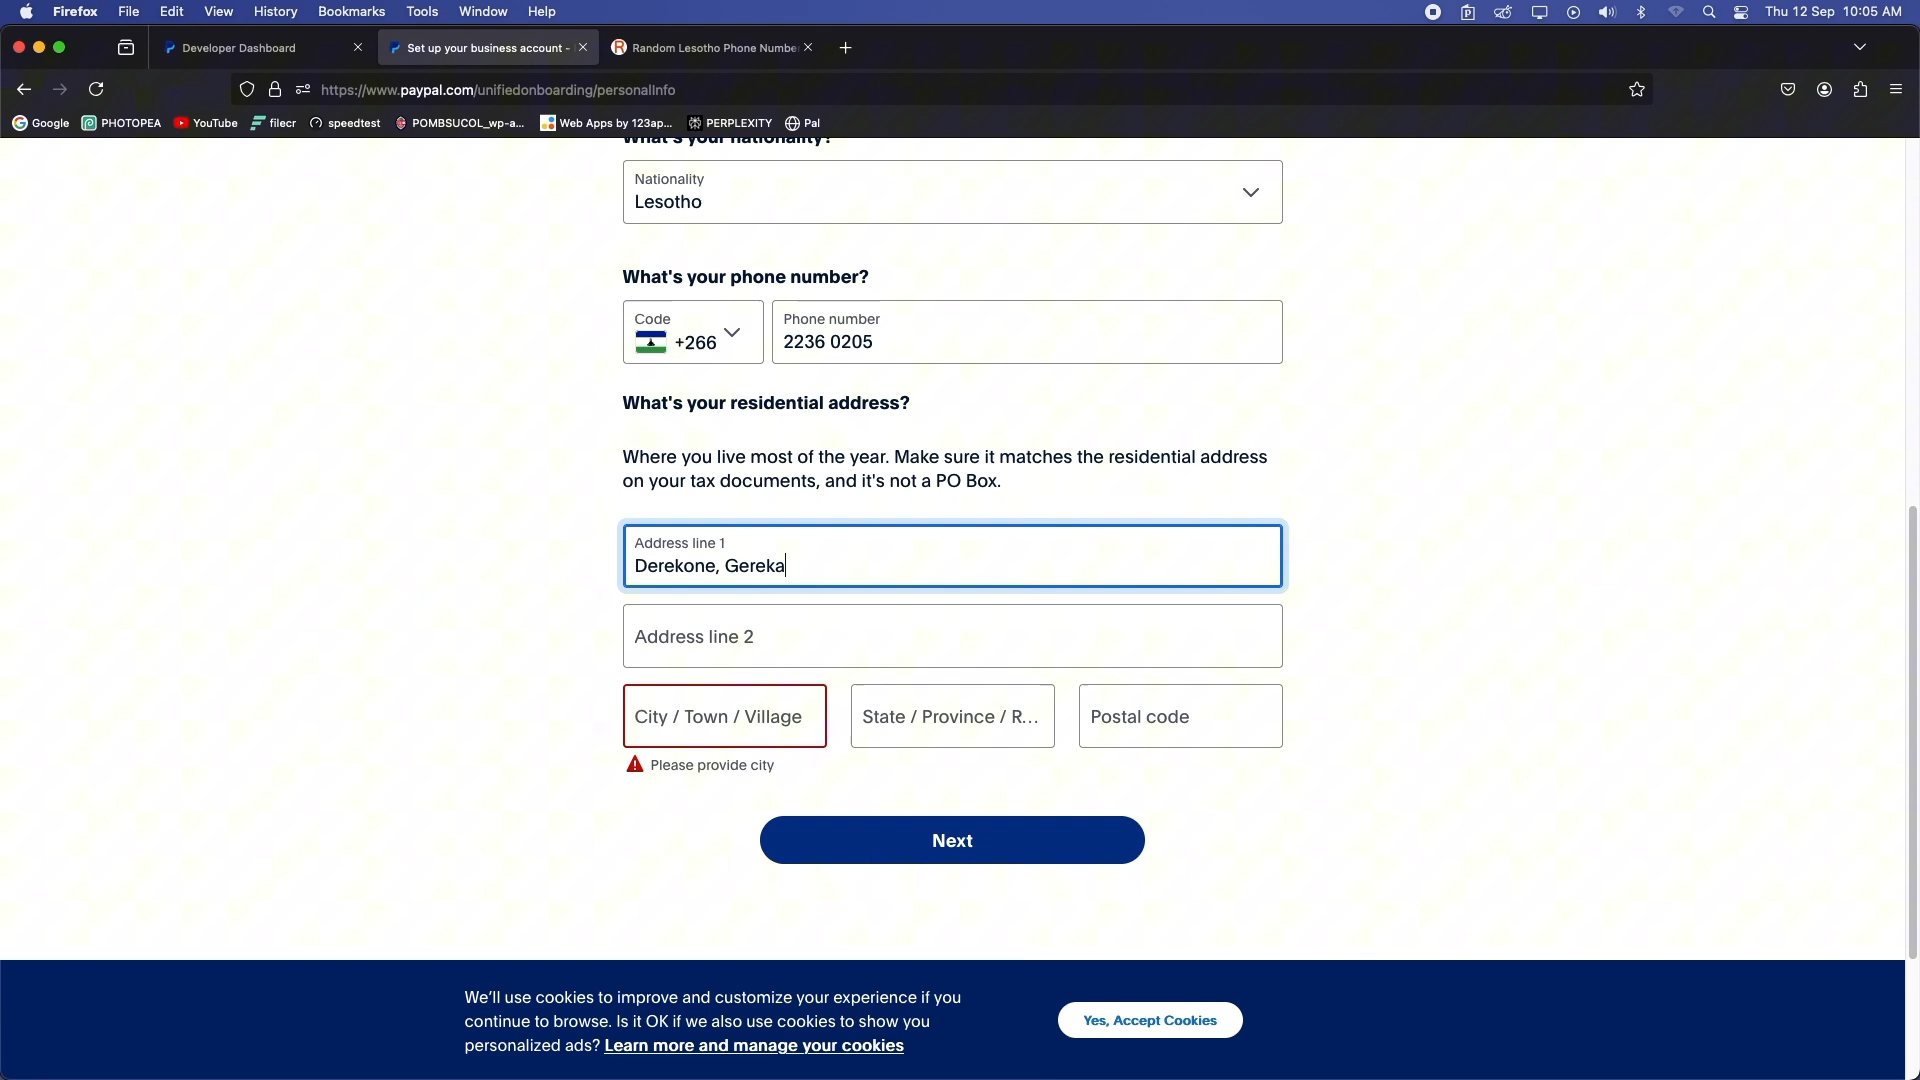 Firefox File Edit View History Bookmarks Tools Window Help Thu 12 Sep 10:05 AM
Developer Dashboard Set up your business account - Random Lesotho Phone Numbe
https://www.paypal.com/unifiedonboarding/personalInfo
Google PHOTOPEA YouTube filecr speedtest POMBSUCOL_wp-a... Web Apps by 123ap... PERPLEXITY Pal
What's your nationality?
Nationality
Lesotho
What's your phone number?
Code
+266
Phone number
2236 0205
What's your residential address?
Where you live most of the year. Make sure it matches the residential address
on your tax documents, and it's not a PO Box.
Address line 1
Derekone, Gereka
Address line 2
City / Town / Village State / Province / R... Postal code
Please provide city
Next
We'll use cookies to improve and customize your experience if you
continue to browse. Is it OK if we also use cookies to show you
personalized ads? Learn more and manage your cookies
Yes, Accept Cookies